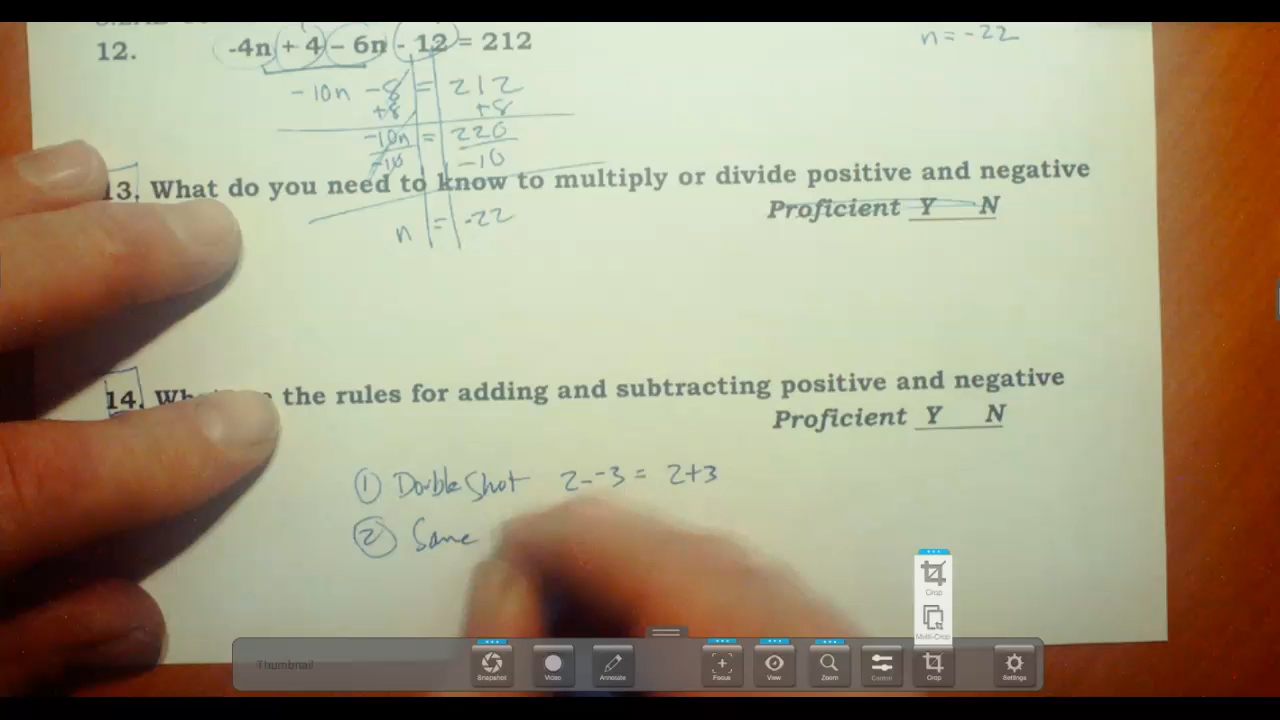 12. -4n + 4 – 6n - 12 = 212
n = -22
-10n -8 = 212
+8 +8
-10n = 220
-10 -10
13. What do you need to know to multiply or divide positive and negative
Proficient Y N
n = -22
14. the rules for adding and subtracting positive and negative
Proficient Y N
① Double Shot 2--3 = 2+3
② Same
Thumbnail
Snapshot Video Annotate Focus View Zoom Control Crop Settings
Crop
Multi-Crop